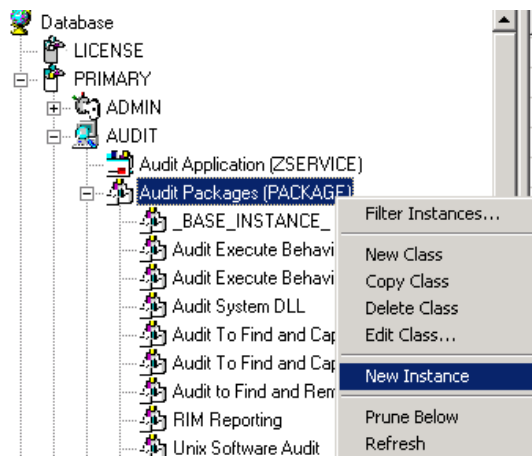 Database
LICENSE
PRIMARY
ADMIN
AUDIT
Audit Application (ZSERVICE)
Audit Packages (PACKAGE)
_BASE_INSTANCE_
Audit Execute Behavi
Audit Execute Behavi
Audit System DLL
Audit To Find and Cap
Audit To Find and Cap
Audit to Find and Rem
RIM Reporting
Unix Software Audit
Filter Instances...
New Class
Copy Class
Delete Class
Edit Class...
New Instance
Prune Below
Refresh